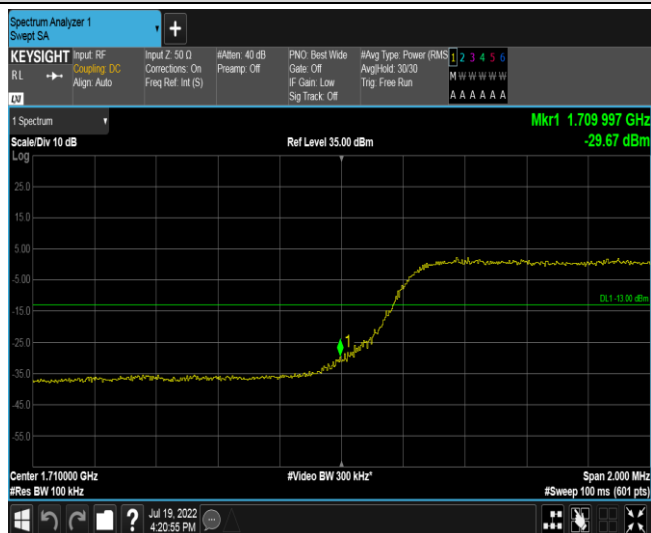 Spectrum Analyzer 1
Swept SA
KEYSIGHT
RL
LXI
Input: RF
Coupling: DC
Align: Auto
Input Z: 50 Ω
Corrections: On
Freq Ref: Int (S)
#Atten: 40 dB
Preamp: Off
PNO: Best Wide
Gate: Off
IF Gain: Low
Sig Track: Off
#Avg Type: Power (RMS
Avg|Hold: 30/30
Trig: Free Run
1 2 3 4 5 6
M W W W W W
A A A A A A
1 Spectrum
Mkr1 1.709 997 GHz
Scale/Div 10 dB
Ref Level 35.00 dBm
-29.67 dBm
Log
25.0
15.0
5.00
-5.00
DL1 -13.00 dBm
-15.0
-25.0
1
-35.0
-45.0
-55.0
Center 1.710000 GHz
#Video BW 300 kHz*
Span 2.000 MHz
#Res BW 100 kHz
#Sweep 100 ms (601 pts)
?
Jul 19, 2022
4:20:55 PM